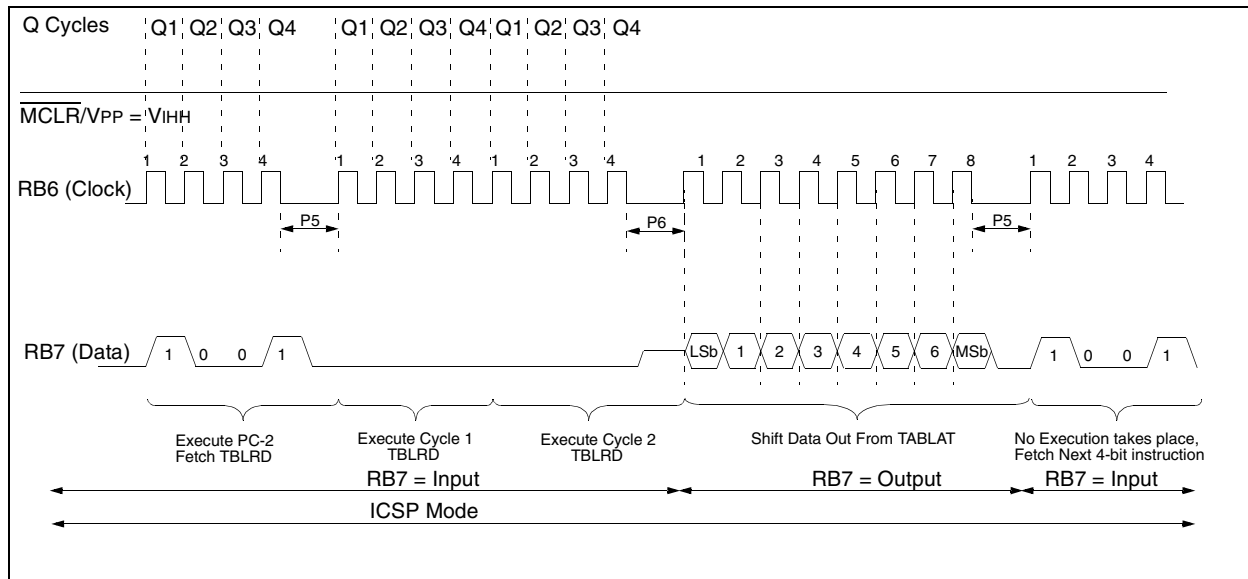 Q Cycles Q1 Q2 Q3 Q4 Q1 Q2 Q3 Q4 Q1 Q2 Q3 Q4
MCLR/VPP = VIHH
1 2 3 4 1 2 3 4 1 2 3 4 1 2 3 4 5 6 7 8 1 2 3 4
RB6 (Clock)
P5 P6 P5
RB7 (Data) 1 0 0 1 LSb 1 2 3 4 5 6 MSb 1 0 0 1
Execute PC-2
Fetch TBLRD
Execute Cycle 1
TBLRD
Execute Cycle 2
TBLRD
Shift Data Out From TABLAT
No Execution takes place,
Fetch Next 4-bit instruction
RB7 = Input RB7 = Output RB7 = Input
ICSP Mode